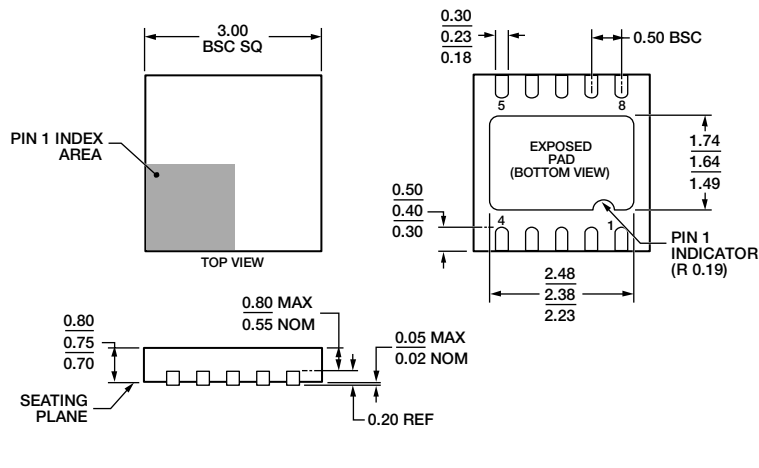 3.00
BSC SQ
PIN 1 INDEX
AREA
TOP VIEW
0.30
0.23
0.18
0.50 BSC
5
8
EXPOSED
PAD
(BOTTOM VIEW)
1.74
1.64
1.49
0.50
0.40
0.30
4
1
PIN 1
INDICATOR
(R 0.19)
2.48
2.38
2.23
0.80 MAX
0.55 NOM
0.80
0.75
0.70
0.05 MAX
0.02 NOM
SEATING
PLANE
0.20 REF